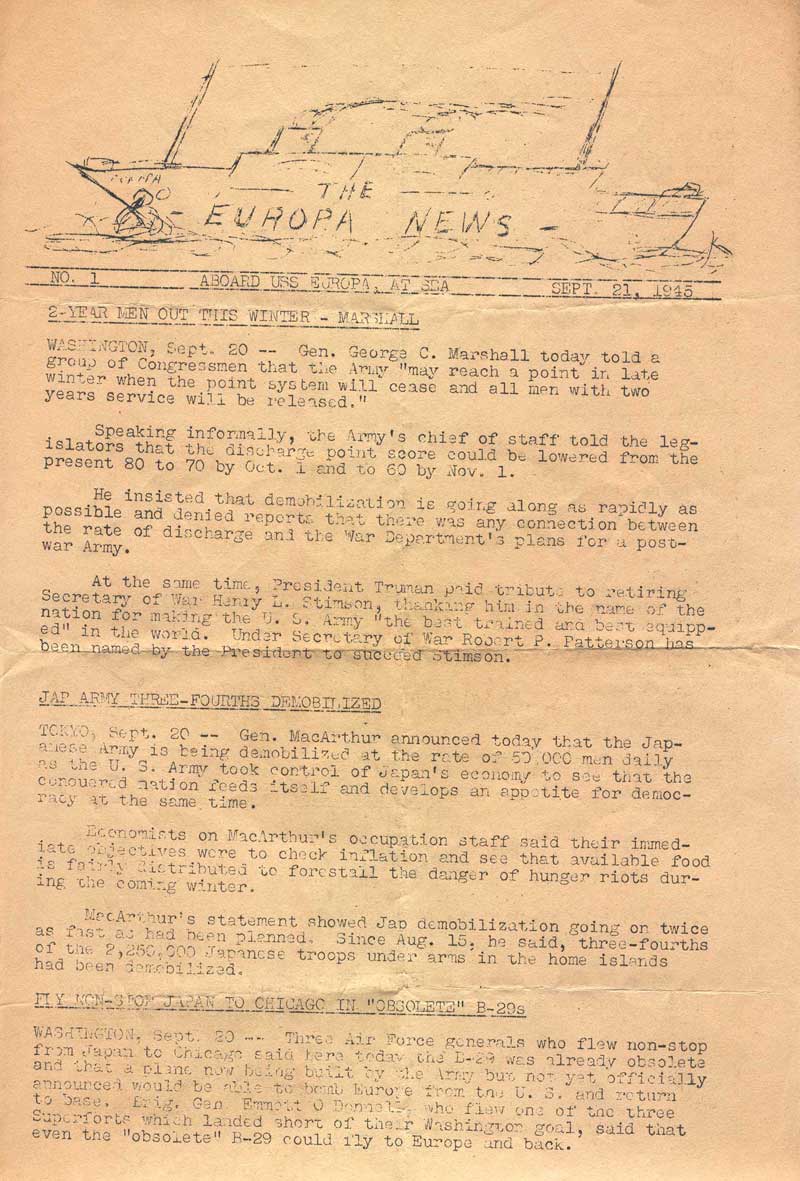 EUROPA
THE
EUROPA NEWS
NO. 1 ABOARD USS EUROPA, AT SEA SEPT. 21, 1945
2-YEAR MEN OUT THIS WINTER - MARSHALL
WASHINGTON, Sept. 20 -- Gen. George C. Marshall today told a
group of Congressmen that the Army "may reach a point in late
winter when the point system will cease and all men with two
years service will be released."
Speaking informally, the Army's chief of staff told the leg-
islators that the discharge point score could be lowered from the
present 80 to 70 by Oct. 1 and to 60 by Nov. 1.
He insisted that demobilization is going along as rapidly as
possible and denied reports that there was any connection between
the rate of discharge and the War Department's plans for a post-
war Army.
At the same time, President Truman paid tribute to retiring
Secretary of War Henry L. Stimson, thanking him in the name of the
nation for making the U. S. Army "the best trained and best equipp-
ed" in the world. Under Secretary of War Robert P. Patterson has
been named by the President to succeed Stimson.
JAP ARMY THREE-FOURTHS DEMOBILIZED
TOKYO, Sept. 20 -- Gen. MacArthur announced today that the Jap-
anese Army is being demobilized at the rate of 50,000 men daily
as the U. S. Army took control of Japan's economy to see that the
conquered nation feeds itself and develops an appetite for democ-
racy at the same time.
Economists on MacArthur's occupation staff said their immed-
iate objectives were to check inflation and see that available food
is fairly distributed to forestall the danger of hunger riots dur-
ing the coming winter.
MacArthur's statement showed Jap demobilization going on twice
as fast as had been planned. Since Aug. 15, he said, three-fourths
of the 2,250,000 Japanese troops under arms in the home islands
had been demobilized.
FLY NON-STOP JAPAN TO CHICAGO IN "OBSOLETE" B-29s
WASHINGTON, Sept. 20 -- Three Air Force generals who flew non-stop
from Japan to Chicago said here today the B-29 was already obsolete
and that a plane now being built by the Army but not yet officially
announced would be able to bomb Europe from the U. S. and return
to base. Brig. Gen. Emmett O'Donnell, who flew one of the three
Superforts which landed short of their Washington goal, said that
even the "obsolete" B-29 could fly to Europe and back.